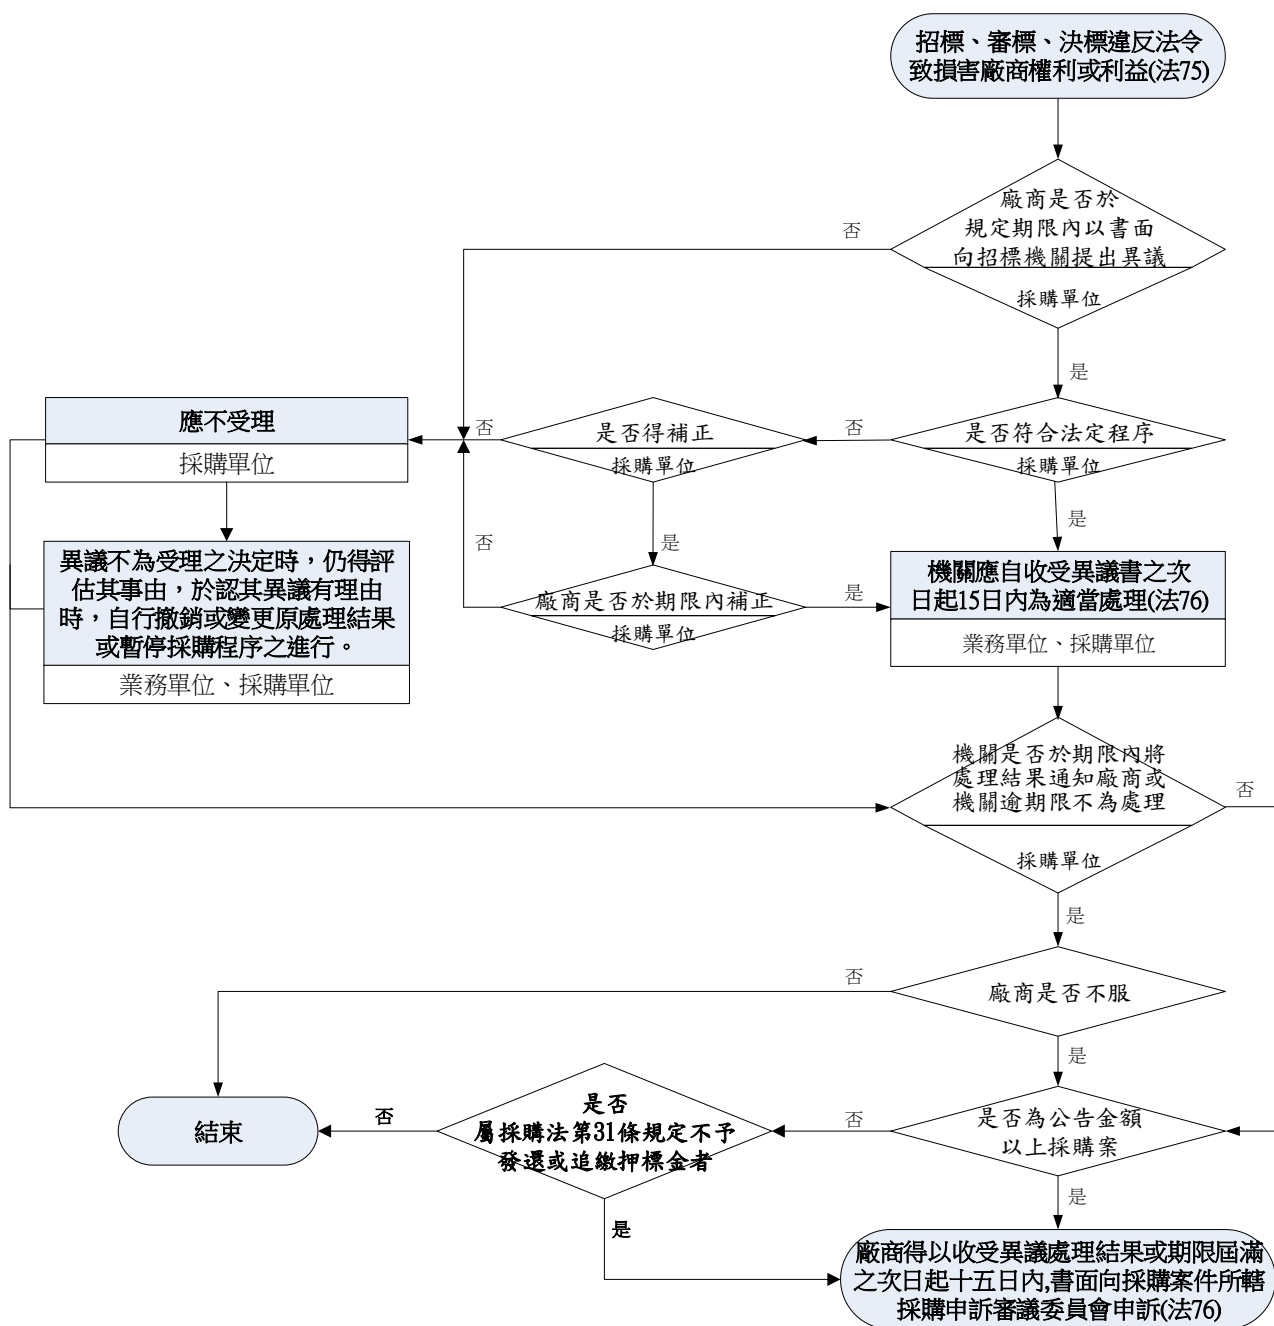 招標、審標、決標違反法令
致損害廠商權利或利益(法75)
廠商是否於
規定期限內以書面
向招標機關提出異議
採購單位
否
是
應不受理
採購單位
否
是否得補正
採購單位
否
是否符合法定程序
採購單位
是
是
異議不為受理之決定時，仍得評
估其事由，於認其異議有理由
時，自行撤銷或變更原處理結果
或暫停採購程序之進行。
業務單位、採購單位
否
廠商是否於期限內補正
採購單位
是
機關應自收受異議書之次
日起15日內為適當處理(法76)
業務單位、採購單位
機關是否於期限內將
處理結果通知廠商或
機關逾期限不為處理
採購單位
否
是
否
廠商是否不服
是
結束
否
是否
屬採購法第31條規定不予
發還或追繳押標金者
否
是否為公告金額
以上採購案
是
是
廠商得以收受異議處理結果或期限屆滿
之次日起十五日內,書面向採購案件所轄
採購申訴審議委員會申訴(法76)